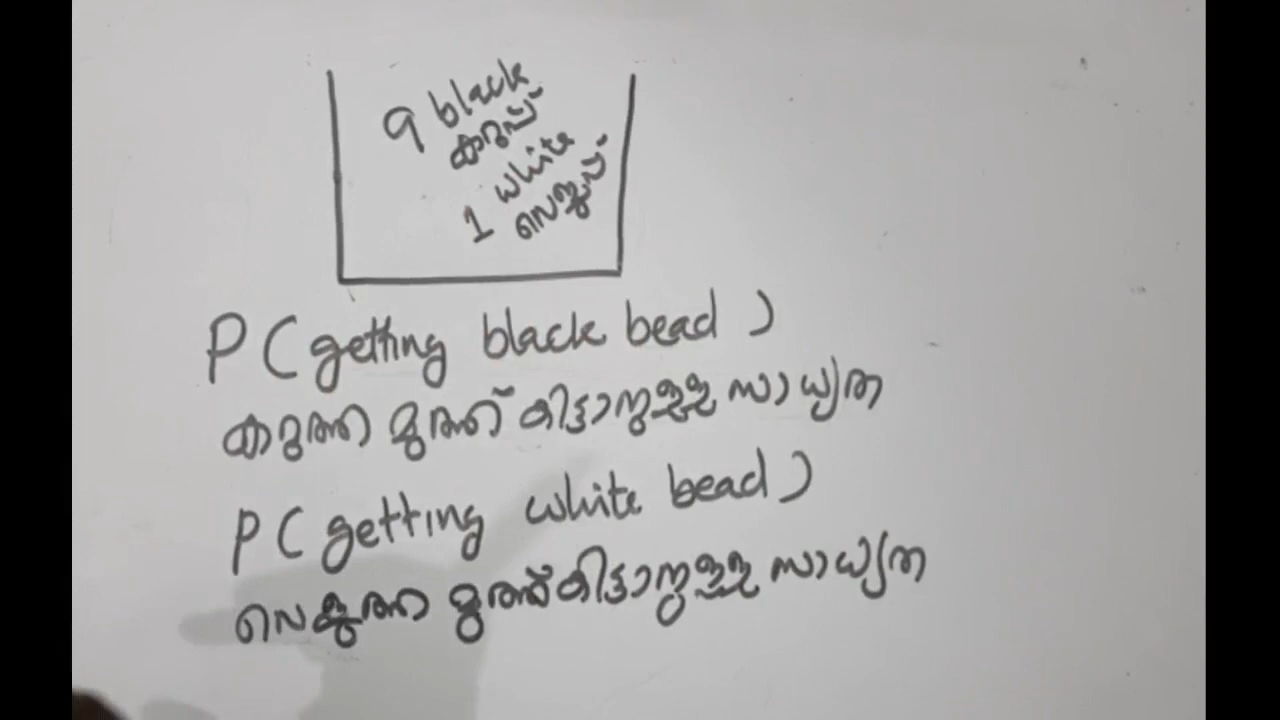 9 black
കറുപ്പ്
1 white
വെളുപ്പ്
P ( getting black bead )
കറുത്ത മുത്ത് കിട്ടാനുള്ള സാധ്യത
P ( getting white bead )
വെളുത്ത മുത്ത് കിട്ടാനുള്ള സാധ്യത